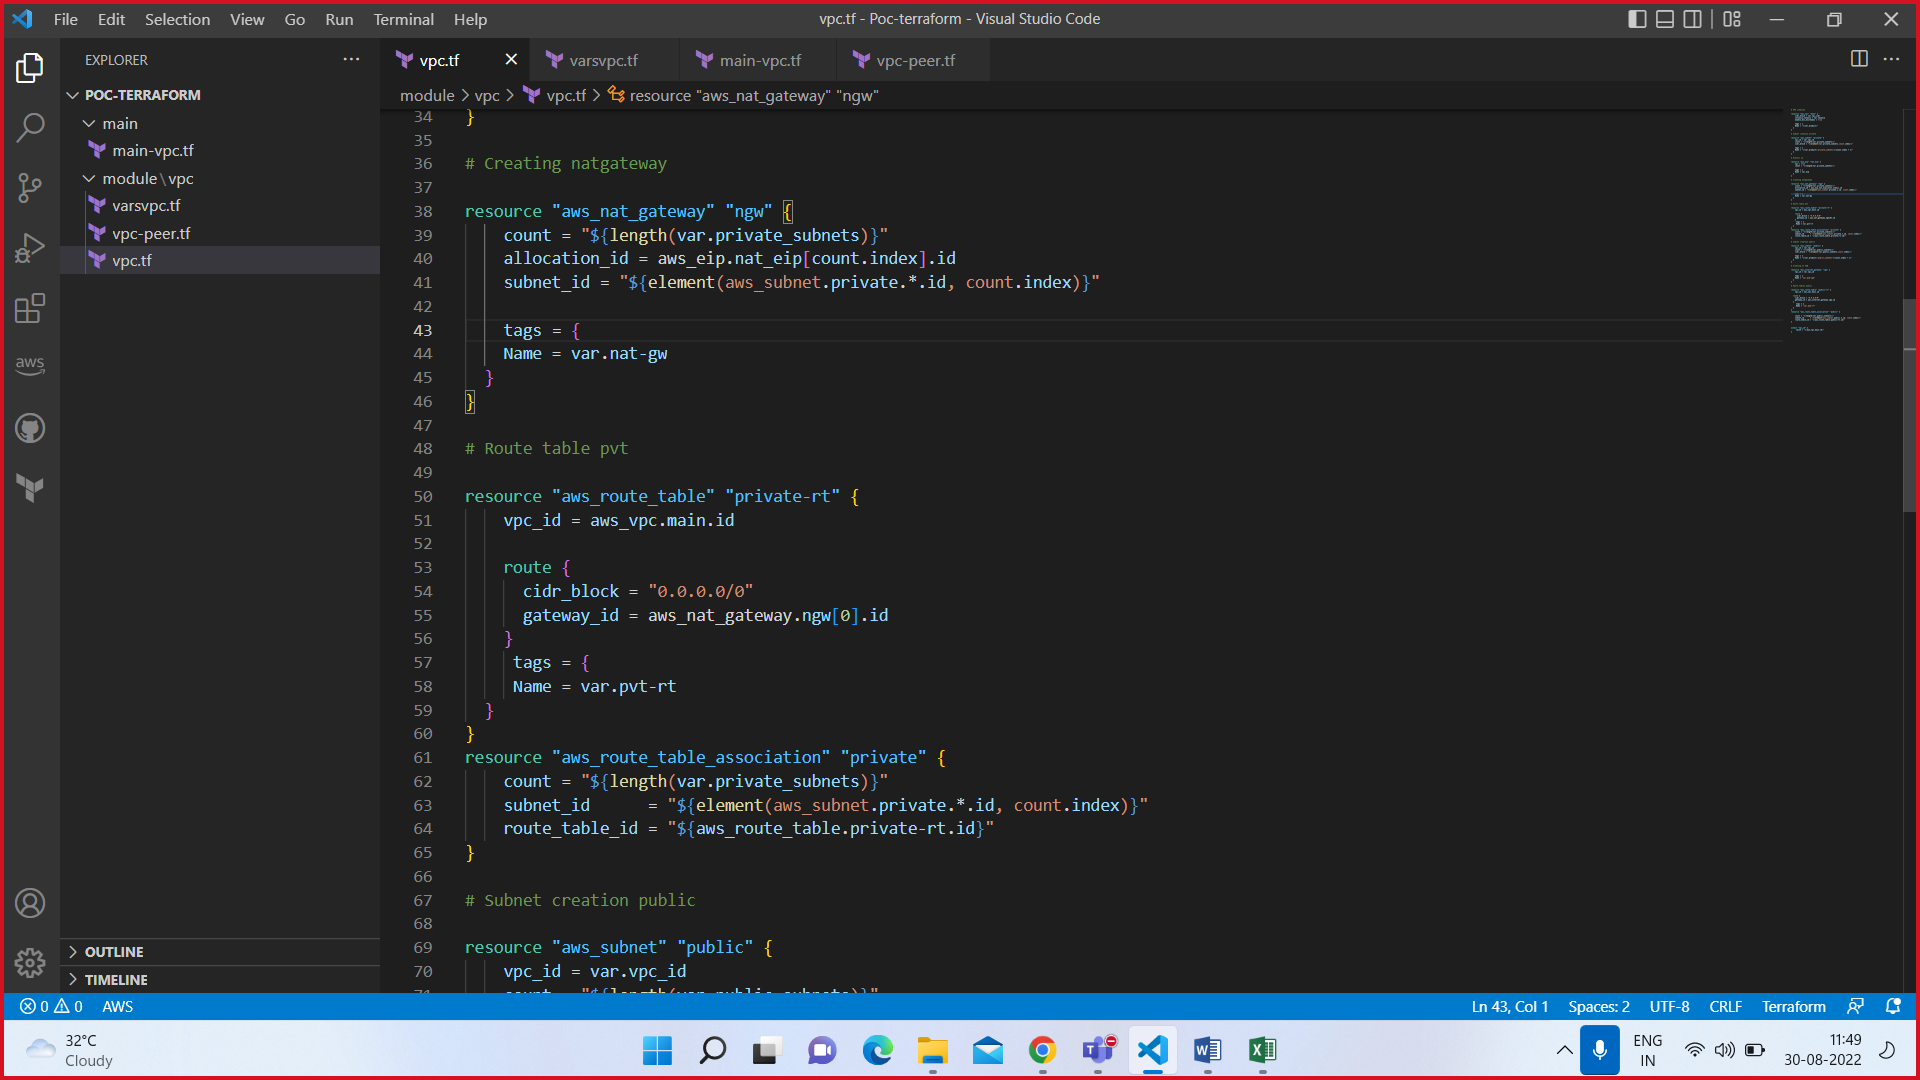 File Edit Selection View Go Run Terminal Help
vpc.tf - Poc-terraform - Visual Studio Code
EXPLORER
POC-TERRAFORM
main
main-vpc.tf
module\vpc
varsvpc.tf
vpc-peer.tf
vpc.tf
OUTLINE
TIMELINE
aws
vpc.tf varsvpc.tf main-vpc.tf vpc-peer.tf
module > vpc > vpc.tf > resource "aws_nat_gateway" "ngw"
34 }
35
36 # Creating natgateway
37
38 resource "aws_nat_gateway" "ngw" {
39 count = "${length(var.private_subnets)}"
40 allocation_id = aws_eip.nat_eip[count.index].id
41 subnet_id = "${element(aws_subnet.private.*.id, count.index)}"
42
43 tags = {
44 Name = var.nat-gw
45 }
46 }
47
48 # Route table pvt
49
50 resource "aws_route_table" "private-rt" {
51 vpc_id = aws_vpc.main.id
52
53 route {
54 cidr_block = "0.0.0.0/0"
55 gateway_id = aws_nat_gateway.ngw[0].id
56 }
57 tags = {
58 Name = var.pvt-rt
59 }
60 }
61 resource "aws_route_table_association" "private" {
62 count = "${length(var.private_subnets)}"
63 subnet_id      = "${element(aws_subnet.private.*.id, count.index)}"
64 route_table_id = "${aws_route_table.private-rt.id}"
65 }
66
67 # Subnet creation public
68
69 resource "aws_subnet" "public" {
70 vpc_id = var.vpc_id
0 0 AWS
Ln 43, Col 1 Spaces: 2 UTF-8 CRLF Terraform
32°C
Cloudy
ENG
IN
11:49
30-08-2022